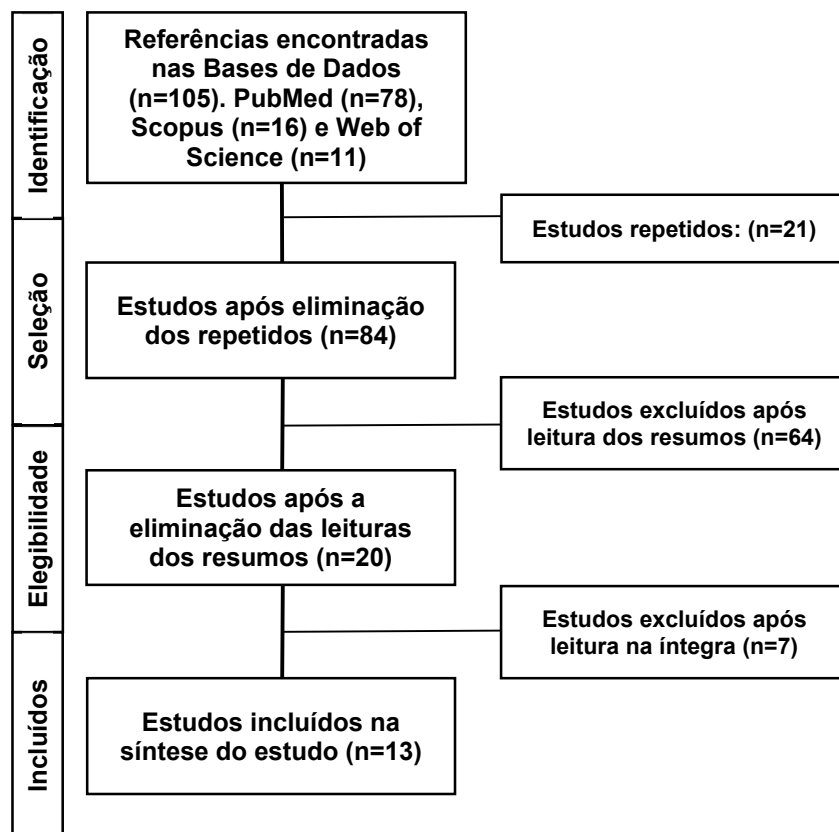 Identificação
Referências encontradas
nas Bases de Dados
(n=105). PubMed (n=78),
Scopus (n=16) e Web of
Science (n=11)
Estudos repetidos: (n=21)
Seleção
Estudos após eliminação
dos repetidos (n=84)
Estudos excluídos após
leitura dos resumos (n=64)
Elegibilidade
Estudos após a
eliminação das leituras
dos resumos (n=20)
Estudos excluídos após
leitura na íntegra (n=7)
Incluídos
Estudos incluídos na
síntese do estudo (n=13)